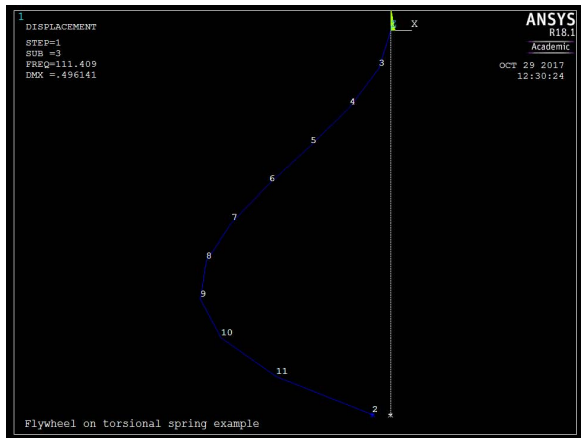 1
DISPLACEMENT
STEP=1
SUB =3
FREQ=111.409
DMX =.496141
ANSYS
R18.1
Academic
OCT 29 2017
12:30:24
X
3
4
5
6
7
8
9
10
11
2
Flywheel on torsional spring example